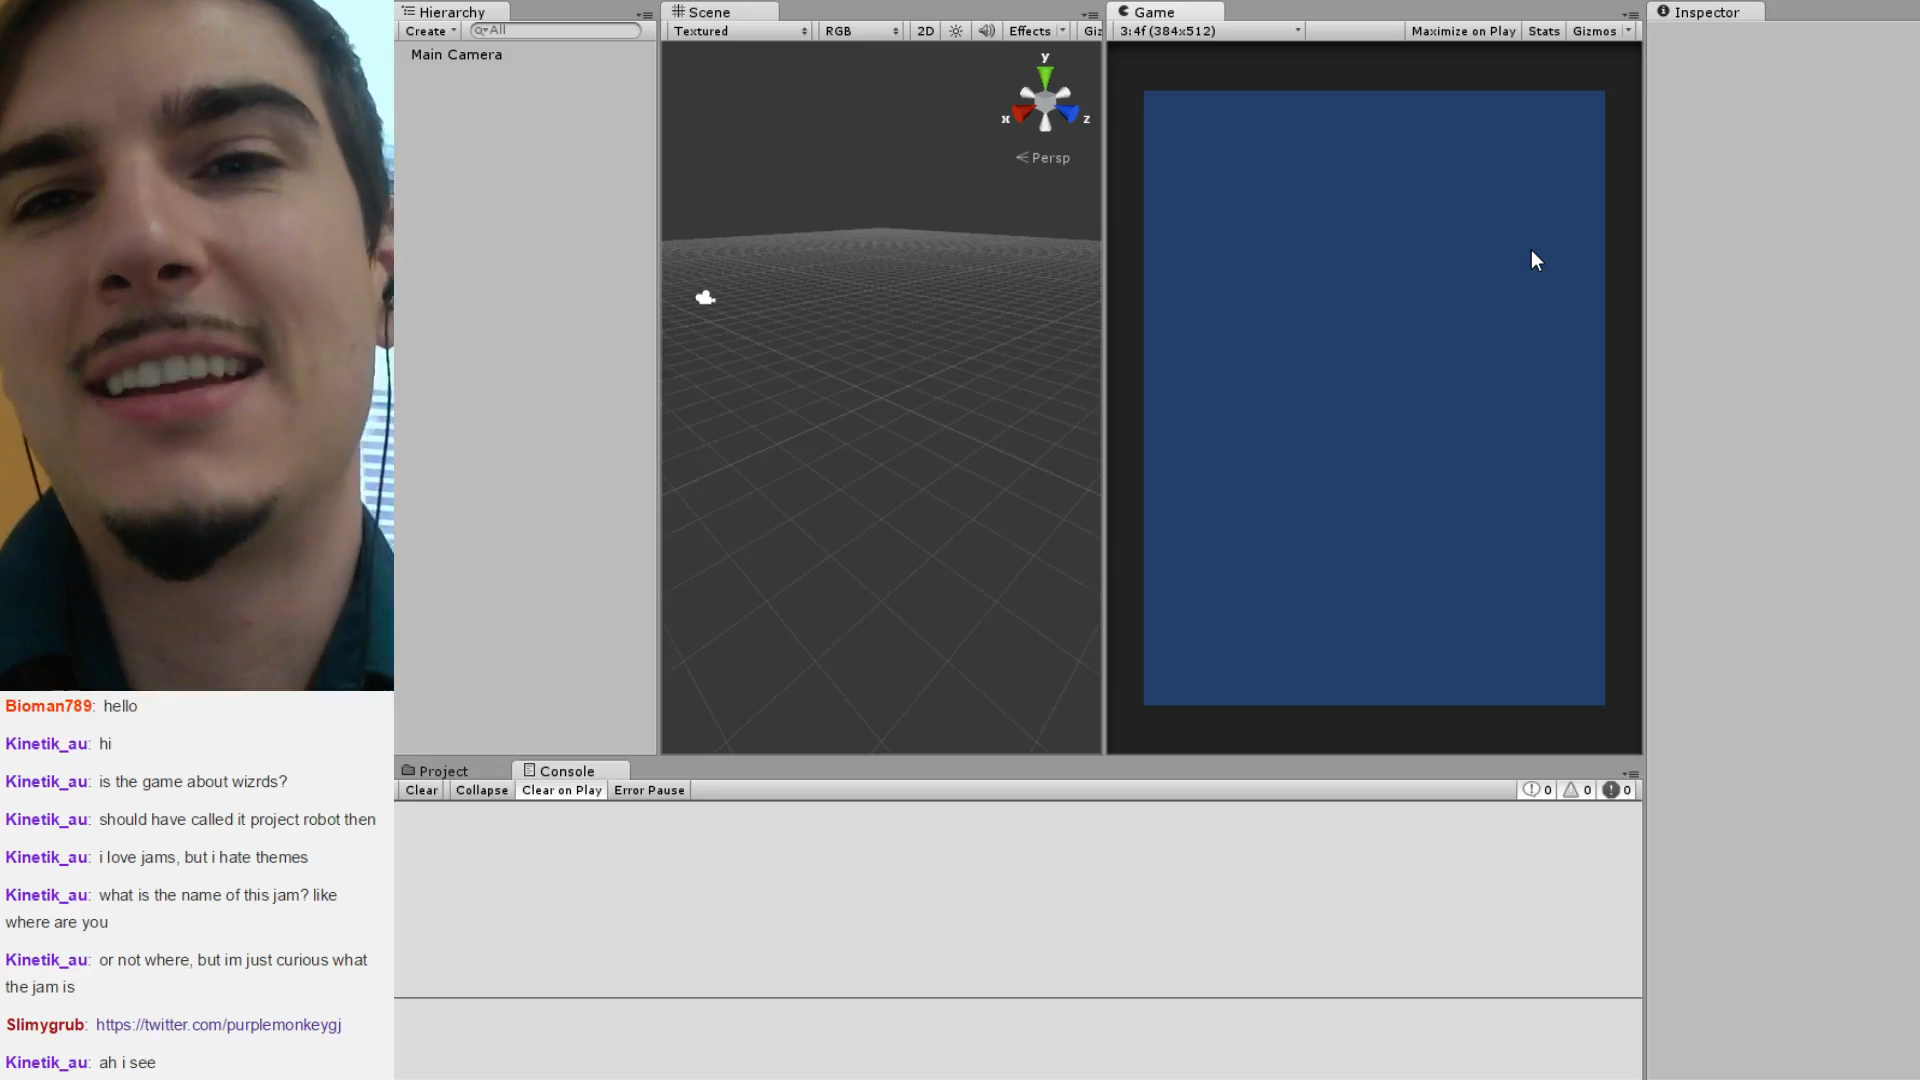 Hierarchy
Create All
Main Camera
Scene
Textured RGB 2D Effects Giz
y
x z
Persp
Game
3:4f (384x512) Maximize on Play Stats Gizmos
Inspector
Project Console
Clear Collapse Clear on Play Error Pause 0 0 0
Bioman789: hello
Kinetik_au: hi
Kinetik_au: is the game about wizrds?
Kinetik_au: should have called it project robot then
Kinetik_au: i love jams, but i hate themes
Kinetik_au: what is the name of this jam? like
where are you
Kinetik_au: or not where, but im just curious what
the jam is
Slimygrub: https://twitter.com/purplemonkeygj
Kinetik_au: ah i see